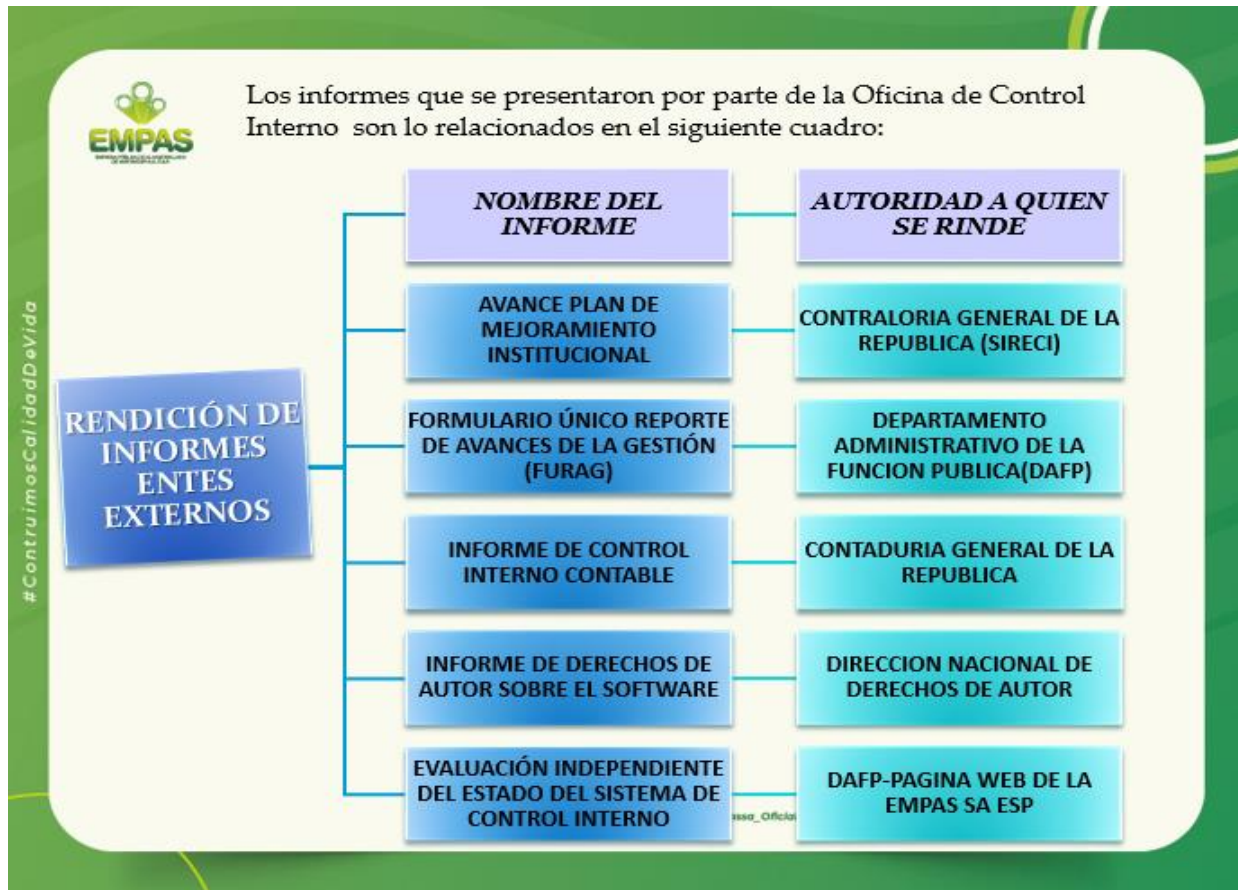 Los informes que se presentaron por parte de la Oficina de Control
Interno son lo relacionados en el siguiente cuadro:
EMPAS
#ContruimosCalidadDeVida
RENDICIÓN DE
INFORMES
ENTES
EXTERNOS
NOMBRE DEL
INFORME
AUTORIDAD A QUIEN
SE RINDE
AVANCE PLAN DE
MEJORAMIENTO
INSTITUCIONAL
CONTRALORIA GENERAL DE LA
REPUBLICA (SIRECI)
FORMULARIO ÚNICO REPORTE
DE AVANCES DE LA GESTIÓN
(FURAG)
DEPARTAMENTO
ADMINISTRATIVO DE LA
FUNCION PUBLICA(DAFP)
INFORME DE CONTROL
INTERNO CONTABLE
CONTADURIA GENERAL DE LA
REPUBLICA
INFORME DE DERECHOS DE
AUTOR SOBRE EL SOFTWARE
DIRECCION NACIONAL DE
DERECHOS DE AUTOR
EVALUACIÓN INDEPENDIENTE
DEL ESTADO DEL SISTEMA DE
CONTROL INTERNO
DAFP-PAGINA WEB DE LA
EMPAS SA ESP